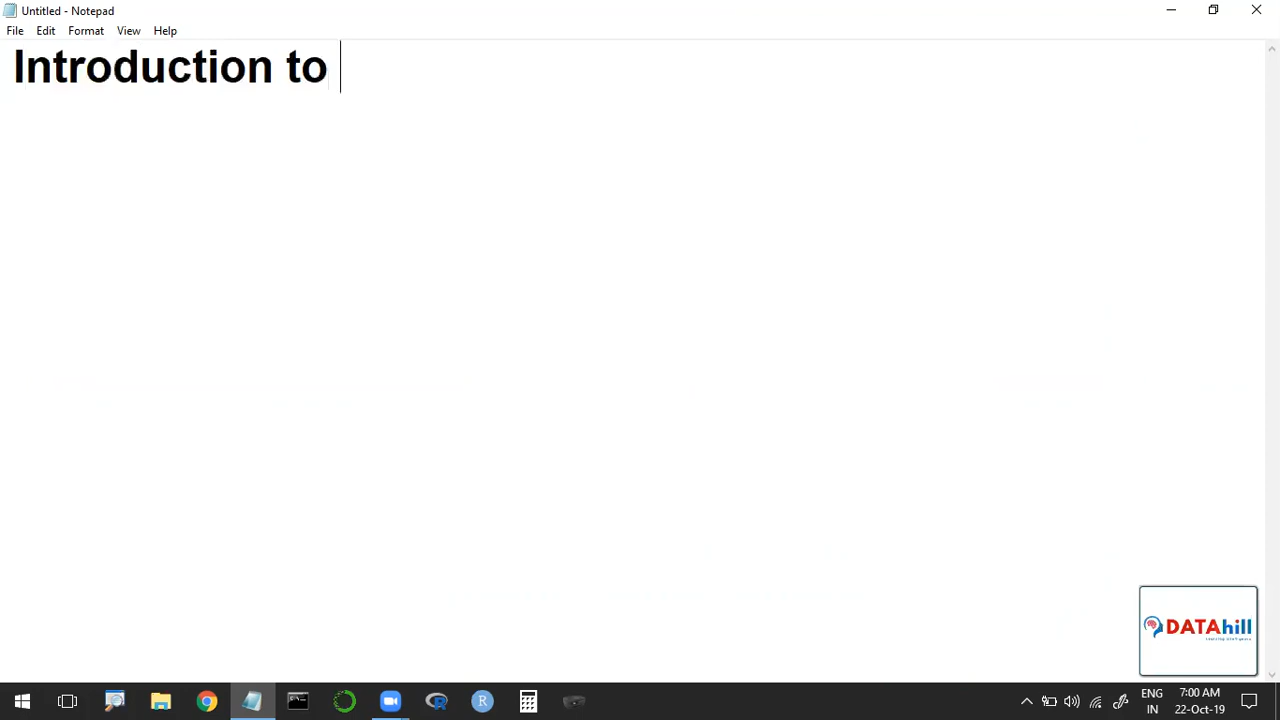 Untitled - Notepad
File Edit Format View Help
Introduction to
DATAhill
ENG
IN
7:00 AM
22-Oct-19